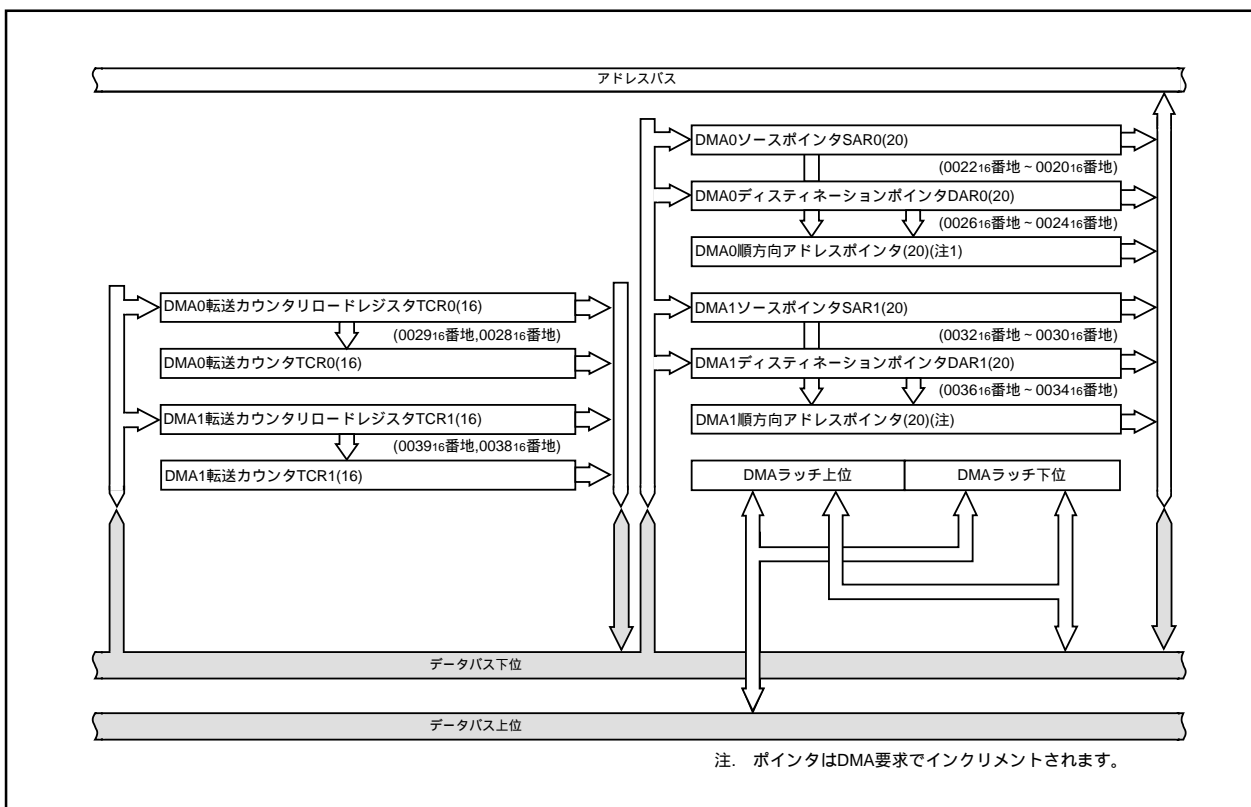 アドレスバス
DMA0ソースポインタSAR0(20)
(002216番地 ~ 002016番地)
DMA0ディスティネーションポインタDAR0(20)
(002616番地 ~ 002416番地)
DMA0順方向アドレスポインタ(20)(注1)
DMA0転送カウンタリロードレジスタTCR0(16)
(002916番地,002816番地)
DMA0転送カウンタTCR0(16)
DMA1転送カウンタリロードレジスタTCR1(16)
(003916番地,003816番地)
DMA1転送カウンタTCR1(16)
DMA1ソースポインタSAR1(20)
(003216番地 ~ 003016番地)
DMA1ディスティネーションポインタDAR1(20)
(003616番地 ~ 003416番地)
DMA1順方向アドレスポインタ(20)(注)
DMAラッチ上位 DMAラッチ下位
データバス下位
データバス上位
注. ポインタはDMA要求でインクリメントされます。